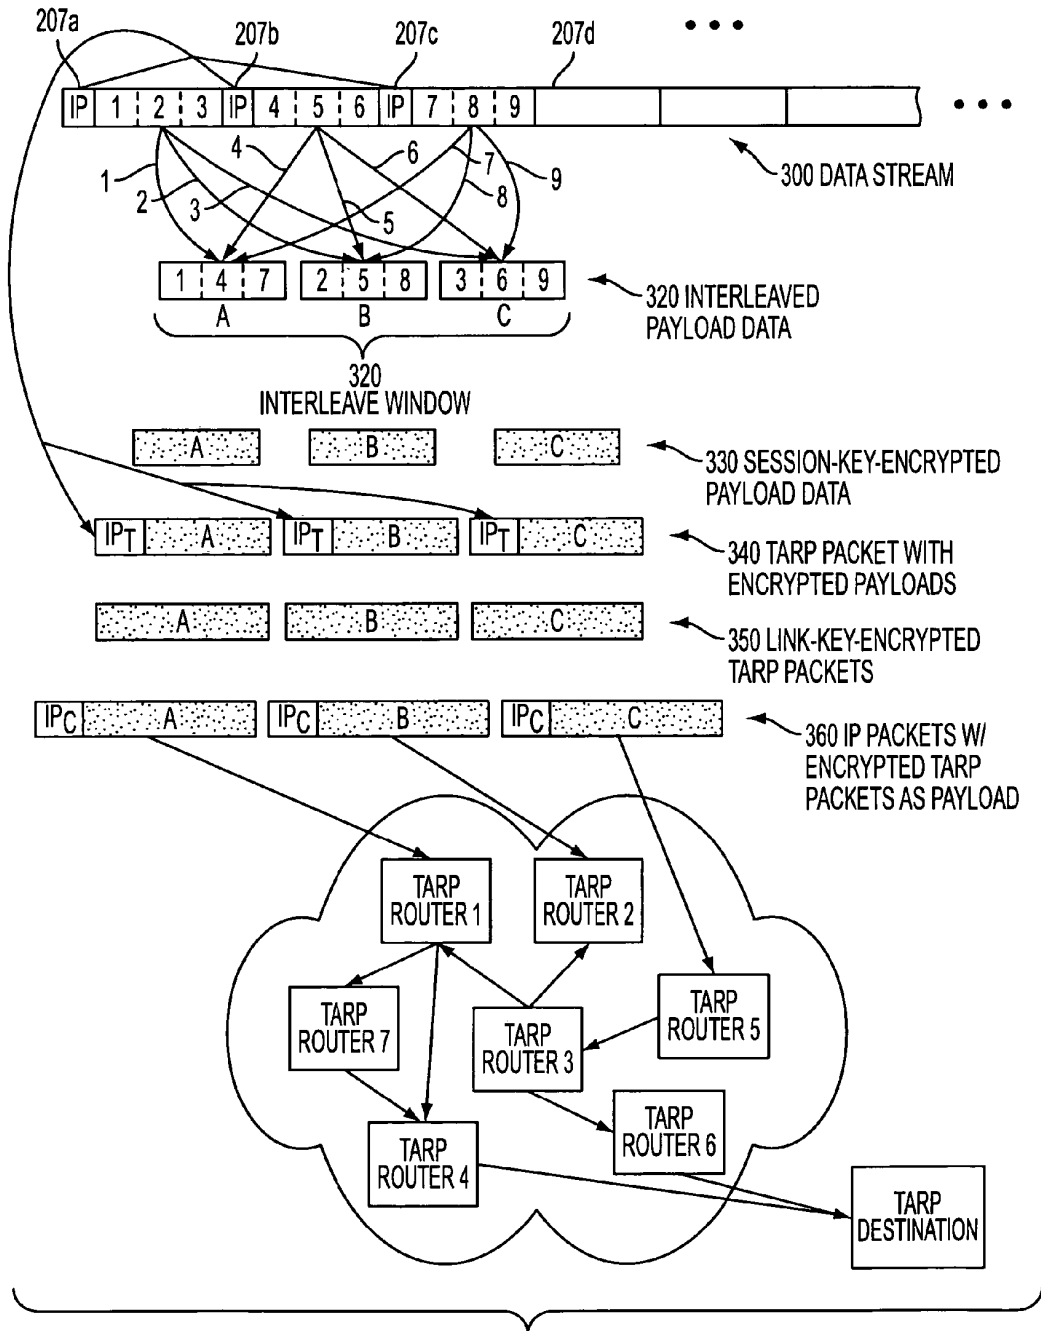 207a 207b 207c 207d
IP 1 2 3 IP 4 5 6 IP 7 8 9
1 2 3 4 5 6 7 8 9
300 DATA STREAM
1 4 7 2 5 8 3 6 9
A B C
320 INTERLEAVED
PAYLOAD DATA
320
INTERLEAVE WINDOW
A B C
330 SESSION-KEY-ENCRYPTED
PAYLOAD DATA
IPT A IPT B IPT C
340 TARP PACKET WITH
ENCRYPTED PAYLOADS
A B C
350 LINK-KEY-ENCRYPTED
TARP PACKETS
IPC A IPC B IPC C
360 IP PACKETS W/
ENCRYPTED TARP
PACKETS AS PAYLOAD
TARP
ROUTER 1
TARP
ROUTER 2
TARP
ROUTER 7
TARP
ROUTER 3
TARP
ROUTER 5
TARP
ROUTER 4
TARP
ROUTER 6
TARP
DESTINATION